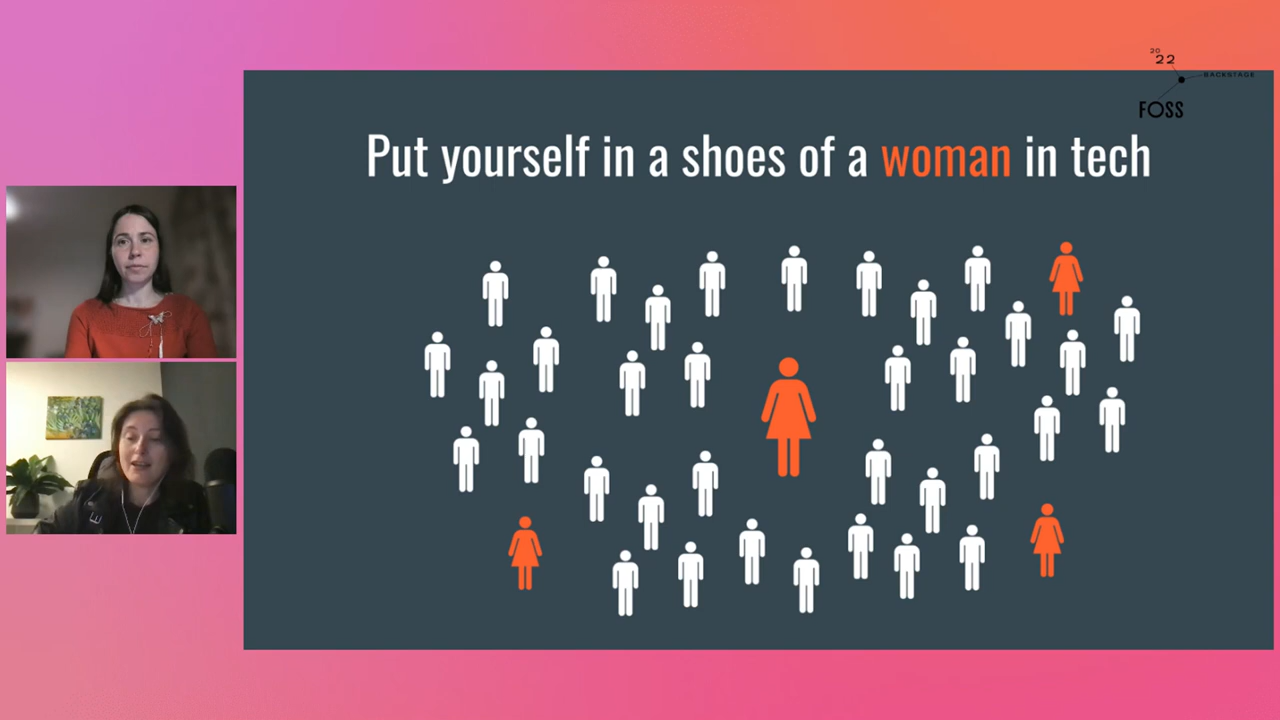 20
22
BACKSTAGE
FOSS
Put yourself in a shoes of a woman in tech